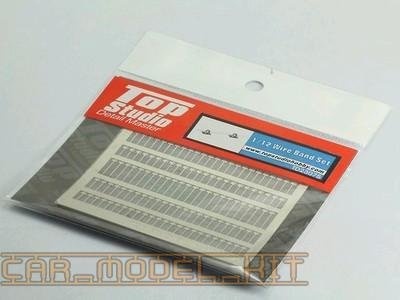 Top
Studio
Detail Master
1/12 Wire Band Set
CAR_MODEL_KIT